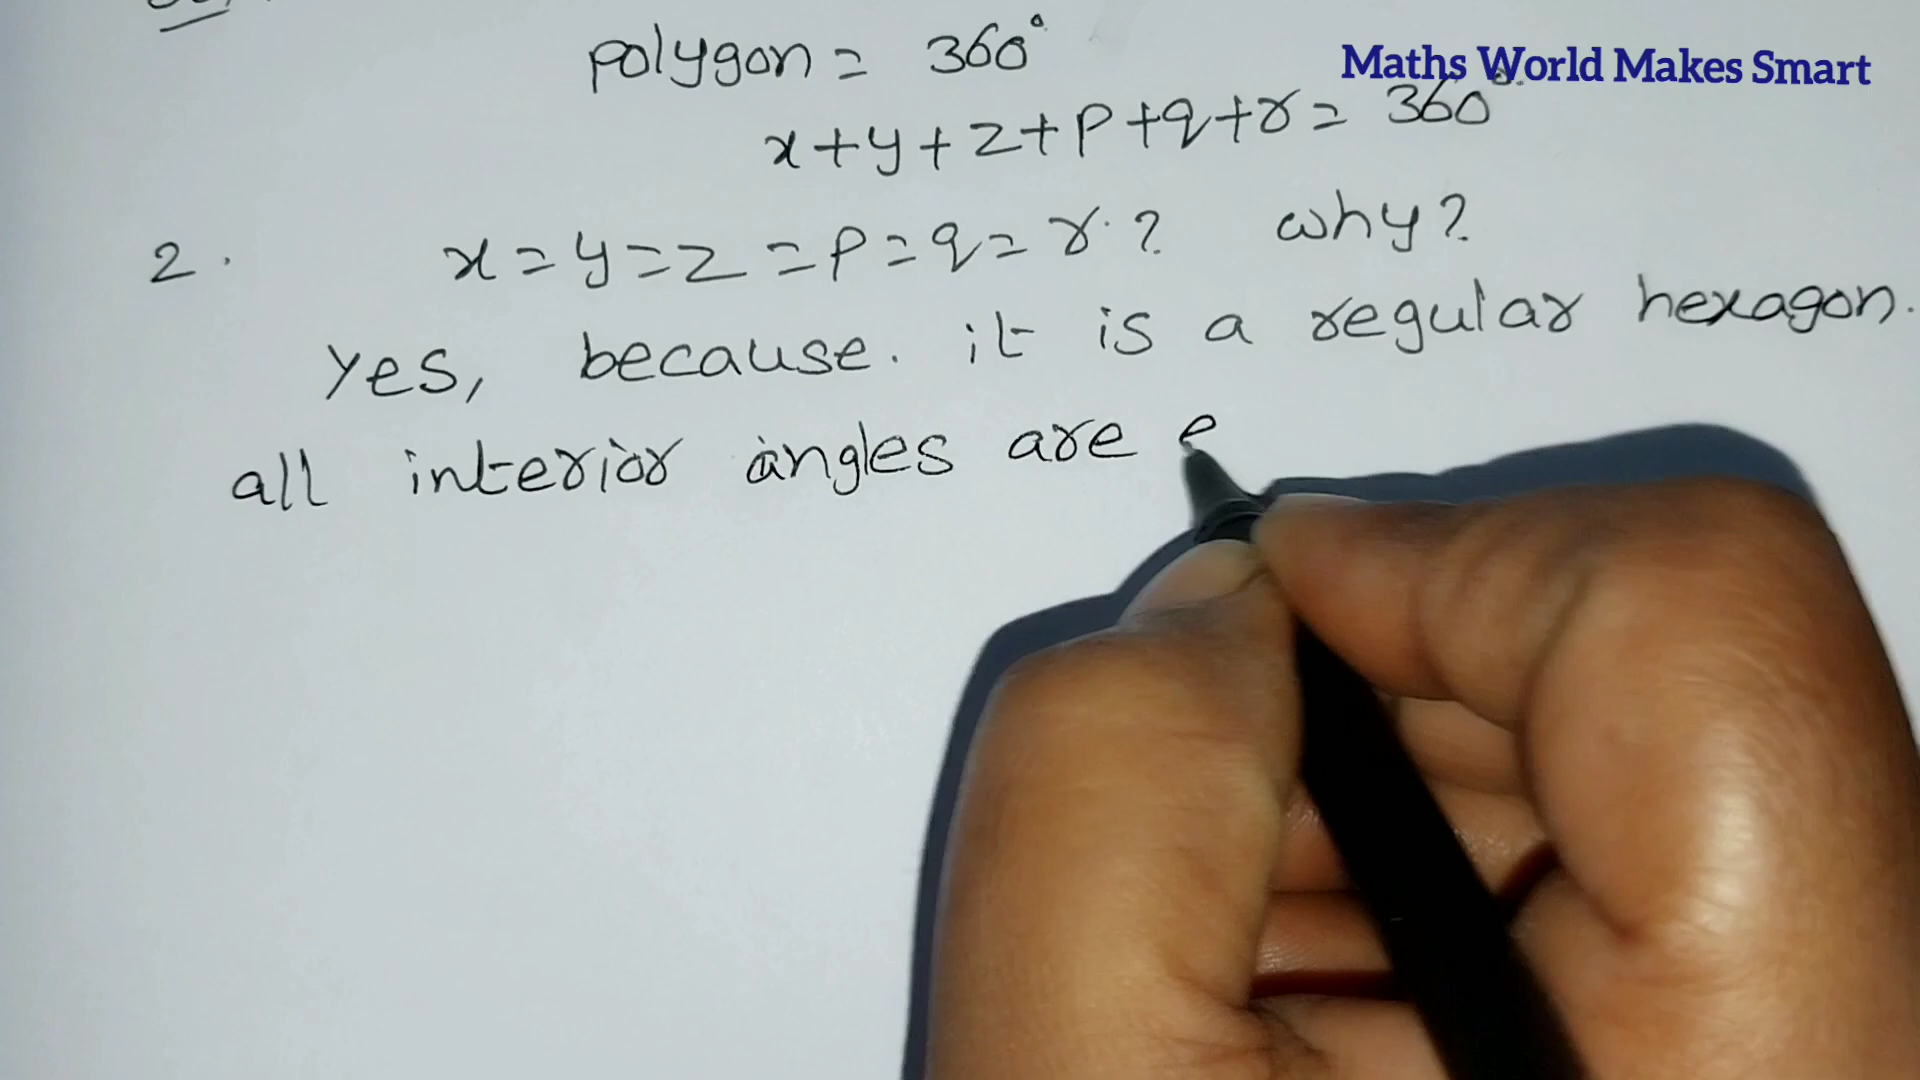 polygon = 360°
Maths World Makes Smart
x+y+z+p+q+r = 360°
2. x=y=z=p=q=r.? why?
Yes, because. it is a regular hexagon.
all interior angles are e